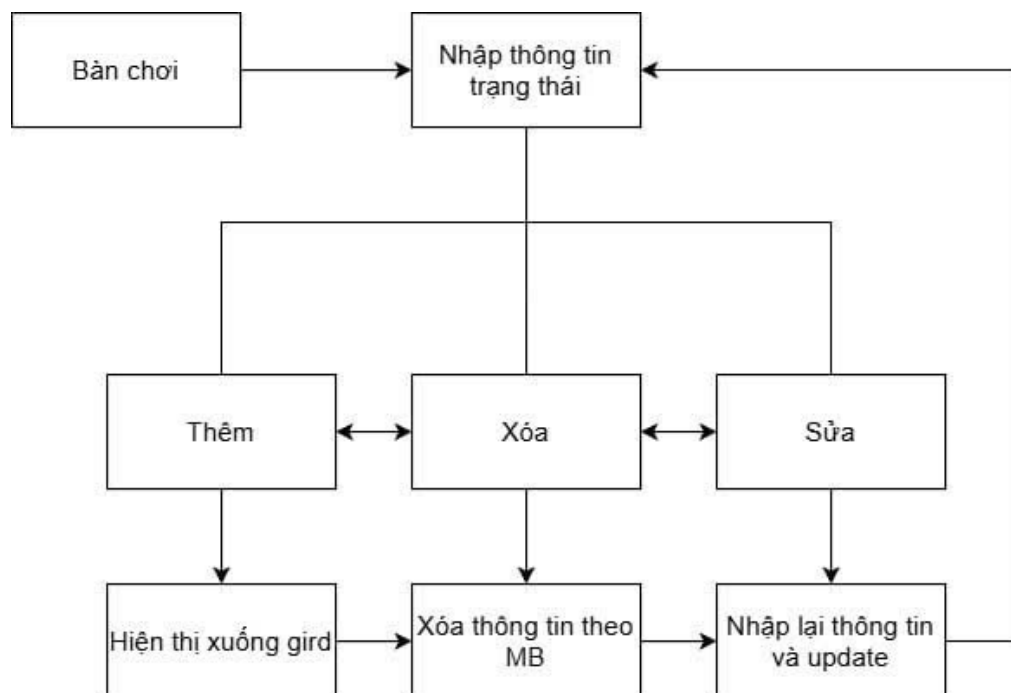 Bàn chơi
Nhập thông tin
trạng thái
Thêm
Xóa
Sửa
Hiện thị xuống gird
Xóa thông tin theo
MB
Nhập lại thông tin
và update